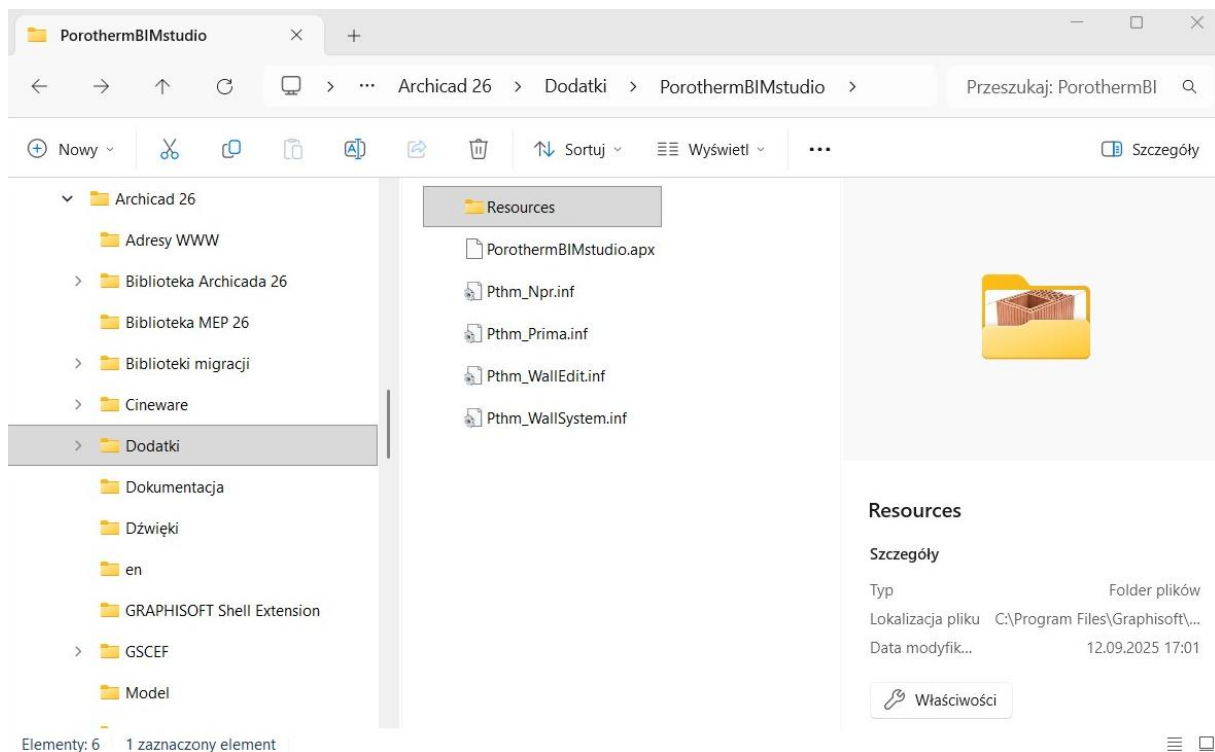 PorothermBIMstudio
Archicad 26 > Dodatki > PorothermBIMstudio >
Przeszukaj: PorothermBI
Nowy
Sortuj
Wyświetl
Szczegóły
Archicad 26
Adresy WWW
Biblioteka Archicada 26
Biblioteka MEP 26
Biblioteki migracji
Cineware
Dodatki
Dokumentacja
Dźwięki
en
GRAPHISOFT Shell Extension
GSCEF
Model
Resources
PorothermBIMstudio.apx
Pthm_Npr.inf
Pthm_Prima.inf
Pthm_WallEdit.inf
Pthm_WallSystem.inf
Resources
Szczegóły
Typ Folder plików
Lokalizacja pliku C:\Program Files\Graphisoft\...
Data modyfik... 12.09.2025 17:01
Właściwości
Elementy: 6 1 zaznaczony element